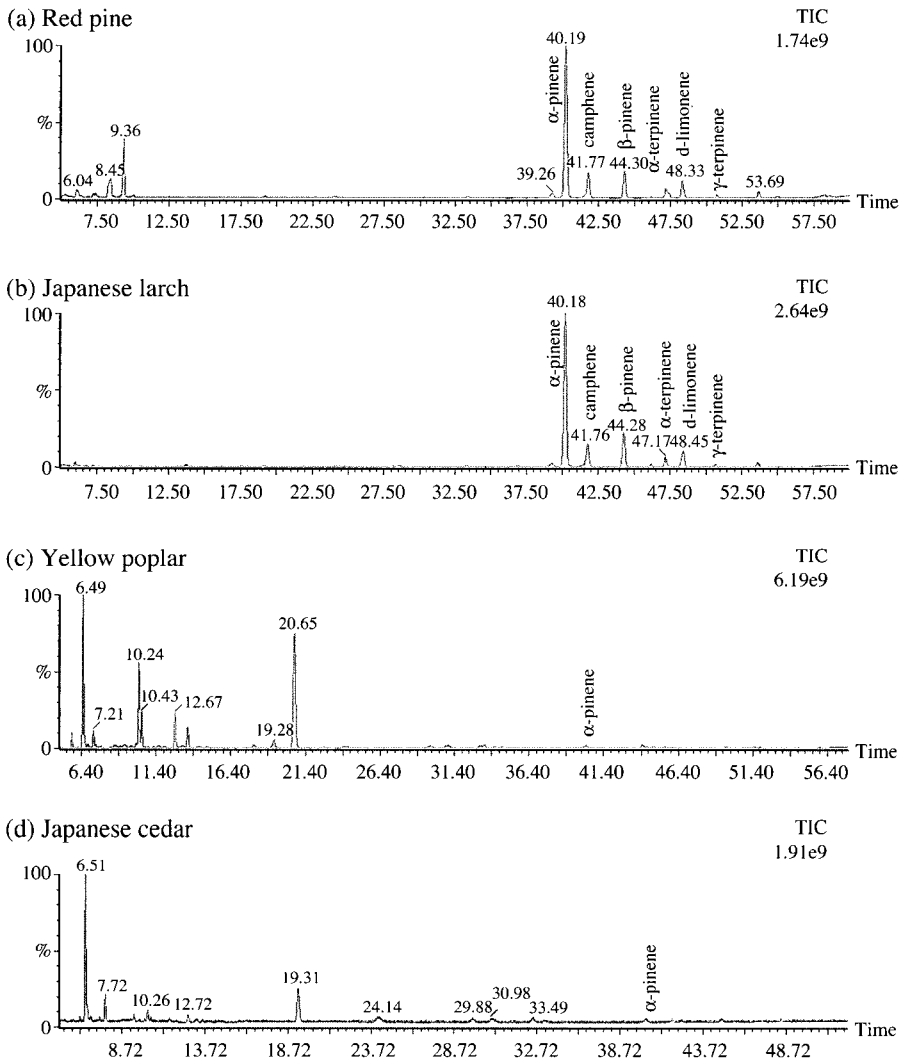 (a) Red pine
TIC
1.74e9
100
%
0
6.04
8.45
9.36
39.26
40.19
41.77
44.30
48.33
53.69
α-pinene
camphene
β-pinene
α-terpinene
d-limonene
γ-terpinene
7.50 12.50 17.50 22.50 27.50 32.50 37.50 42.50 47.50 52.50 57.50 Time
(b) Japanese larch
TIC
2.64e9
100
%
0
40.18
41.76
44.28
47.17
48.45
α-pinene
camphene
β-pinene
α-terpinene
d-limonene
γ-terpinene
7.50 12.50 17.50 22.50 27.50 32.50 37.50 42.50 47.50 52.50 57.50 Time
(c) Yellow poplar
TIC
6.19e9
100
%
0
6.49
7.21
10.24
10.43
12.67
19.28
20.65
α-pinene
6.40 11.40 16.40 21.40 26.40 31.40 36.40 41.40 46.40 51.40 56.40 Time
(d) Japanese cedar
TIC
1.91e9
100
%
0
6.51
7.72
10.26
12.72
19.31
24.14
29.88
30.98
33.49
α-pinene
8.72 13.72 18.72 23.72 28.72 32.72 38.72 43.72 48.72 Time